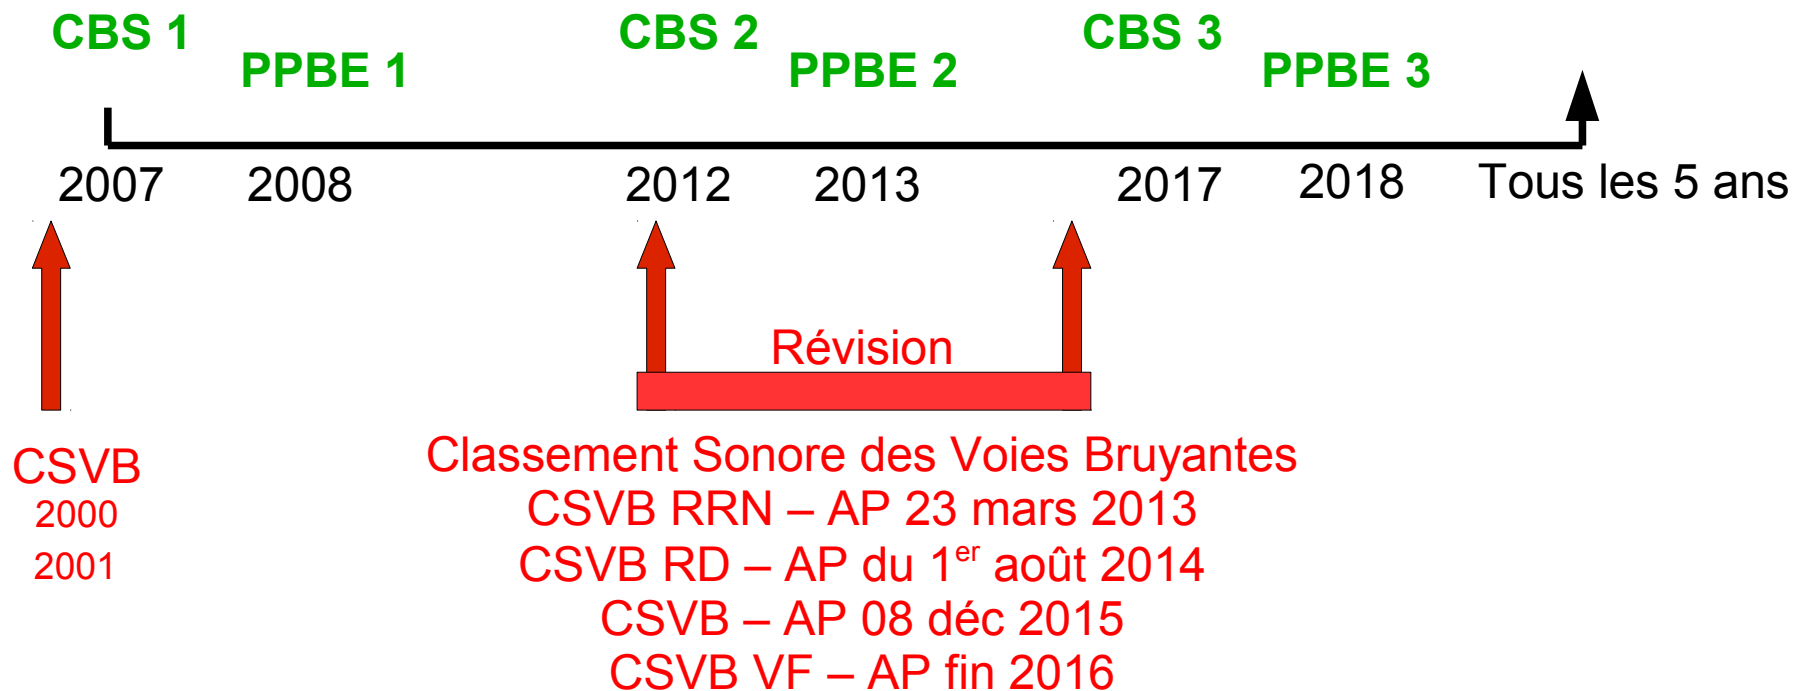 CBS 1
CBS 2
CBS 3
PPBE 1
PPBE 2
PPBE 3
2007
2008
2012
2013
2017
2018
Tous les 5 ans
Révision
CSVB
2000
2001
Classement Sonore des Voies Bruyantes
CSVB RRN – AP 23 mars 2013
CSVB RD – AP du 1er août 2014
CSVB – AP 08 déc 2015
CSVB VF – AP fin 2016